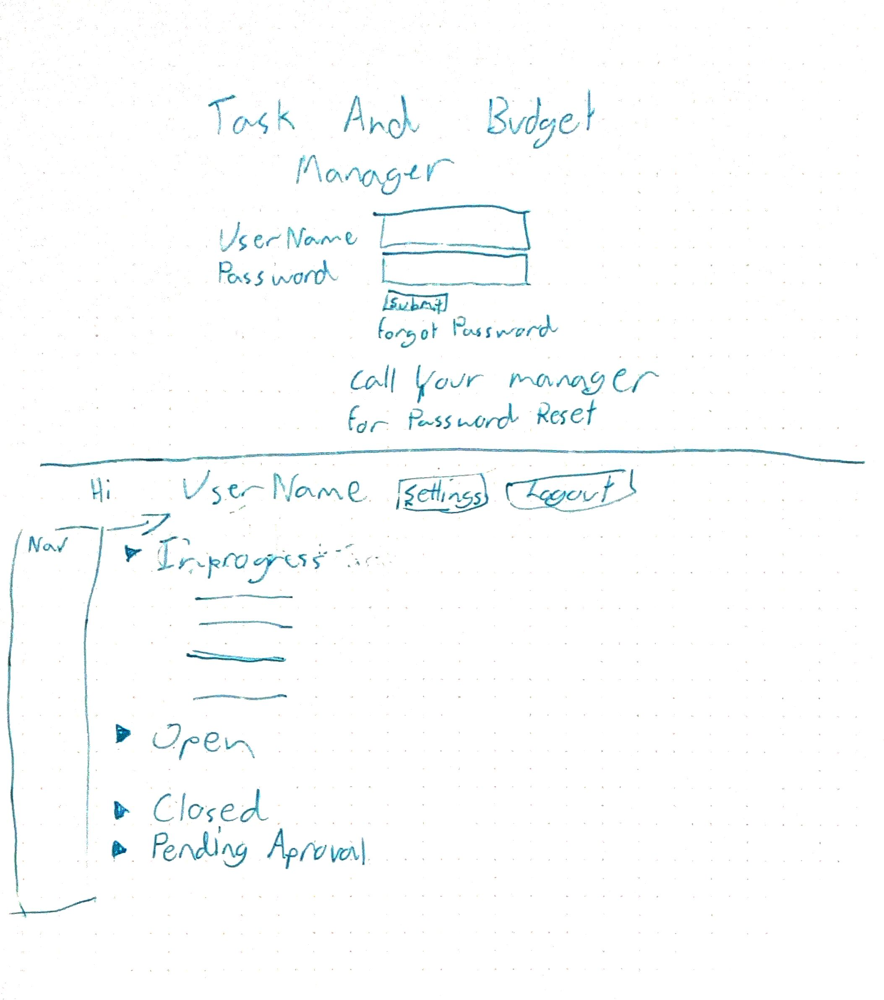 Task And Budget
Manager
UserName
Password
Submit
forgot Password
Call Your manager
for Password Reset
Hi UserName Settings Logout
Nav
Inprogress
Open
Closed
Pending Aproval